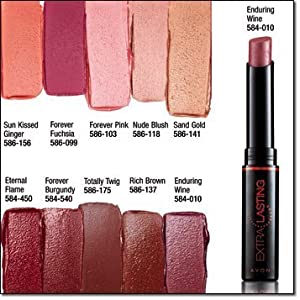 Enduring
Wine
584-010
Sun Kissed
Ginger
586-156
Forever
Fuchsia
586-099
Forever Pink
586-103
Nude Blush
586-118
Sand Gold
586-141
Eternal
Flame
584-450
Forever
Burgundy
584-540
Totally Twig
586-175
Rich Brown
586-137
Enduring
Wine
584-010
EXTRA LASTING
AVON